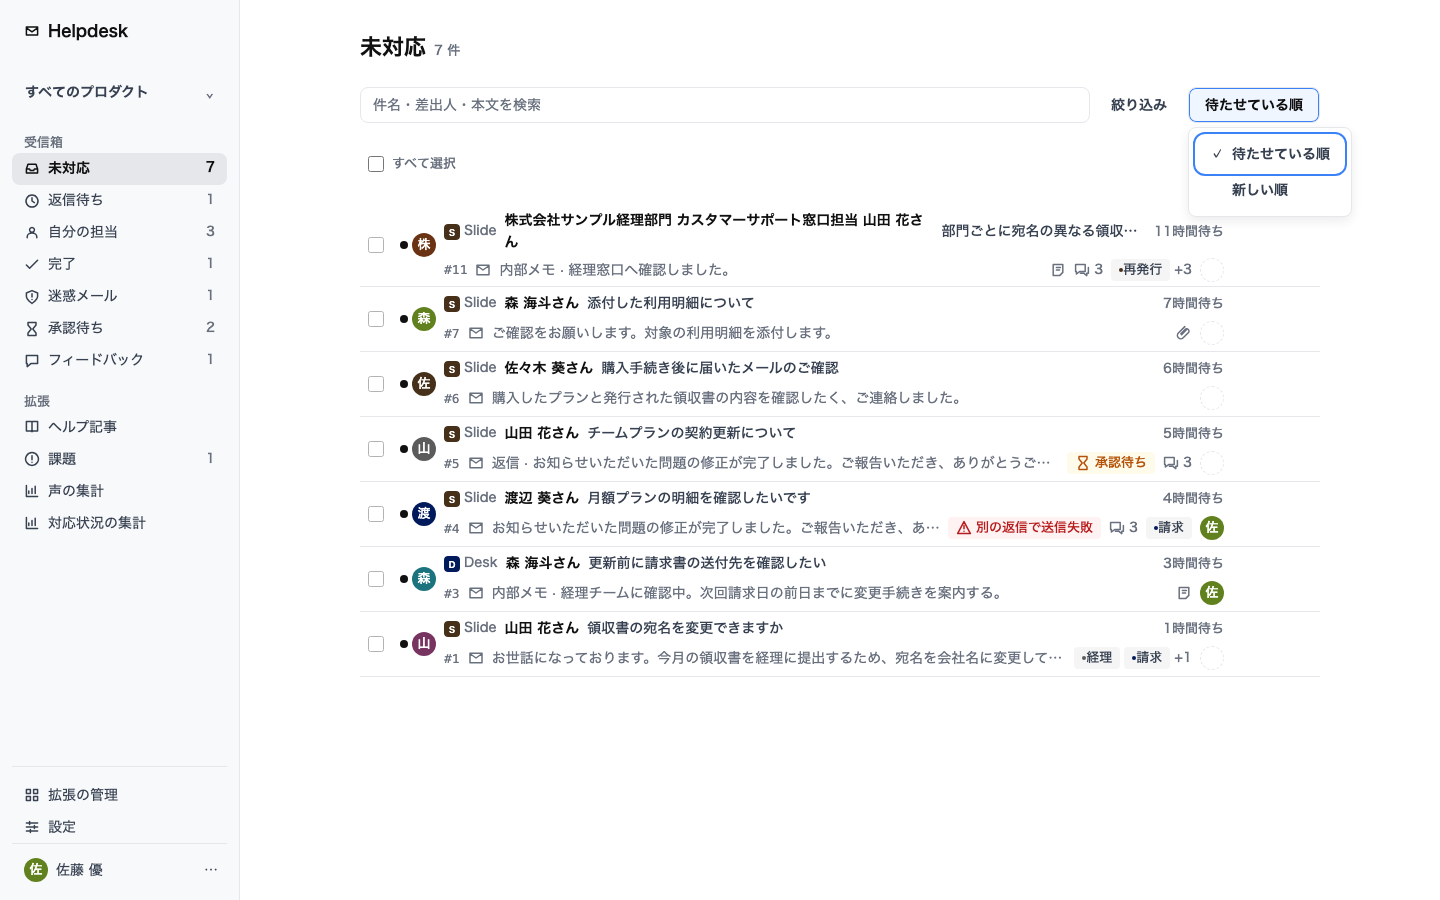 Helpdesk
すべてのプロダクト
受信箱
未対応 7
返信待ち 1
自分の担当 3
完了 1
迷惑メール 1
承認待ち 2
フィードバック 1
拡張
ヘルプ記事
課題 1
声の集計
対応状況の集計
拡張の管理
設定
佐 佐藤 優 …
未対応 7 件
件名・差出人・本文を検索 絞り込み 待たせている順
✓ 待たせている順
新しい順
すべて選択
株 S Slide 株式会社サンプル経理部門 カスタマーサポート窓口担当 山田 花さ
ん
部門ごとに宛名の異なる領収… 11時間待ち
#11 内部メモ · 経理窓口へ確認しました。 3 •再発行 +3
森 S Slide 森 海斗さん 添付した利用明細について 7時間待ち
#7 ご確認をお願いします。対象の利用明細を添付します。
佐 S Slide 佐々木 葵さん 購入手続き後に届いたメールのご確認 6時間待ち
#6 購入したプランと発行された領収書の内容を確認したく、ご連絡しました。
山 S Slide 山田 花さん チームプランの契約更新について 5時間待ち
#5 返信 · お知らせいただいた問題の修正が完了しました。ご報告いただき、ありがとうご… 承認待ち 3
渡 S Slide 渡辺 葵さん 月額プランの明細を確認したいです 4時間待ち
#4 お知らせいただいた問題の修正が完了しました。ご報告いただき、あ… 別の返信で送信失敗 3 •請求 佐
森 D Desk 森 海斗さん 更新前に請求書の送付先を確認したい 3時間待ち
#3 内部メモ · 経理チームに確認中。次回請求日の前日までに変更手続きを案内する。 佐
山 S Slide 山田 花さん 領収書の宛名を変更できますか 1時間待ち
#1 お世話になっております。今月の領収書を経理に提出するため、宛名を会社名に変更して… •経理 •請求 +1